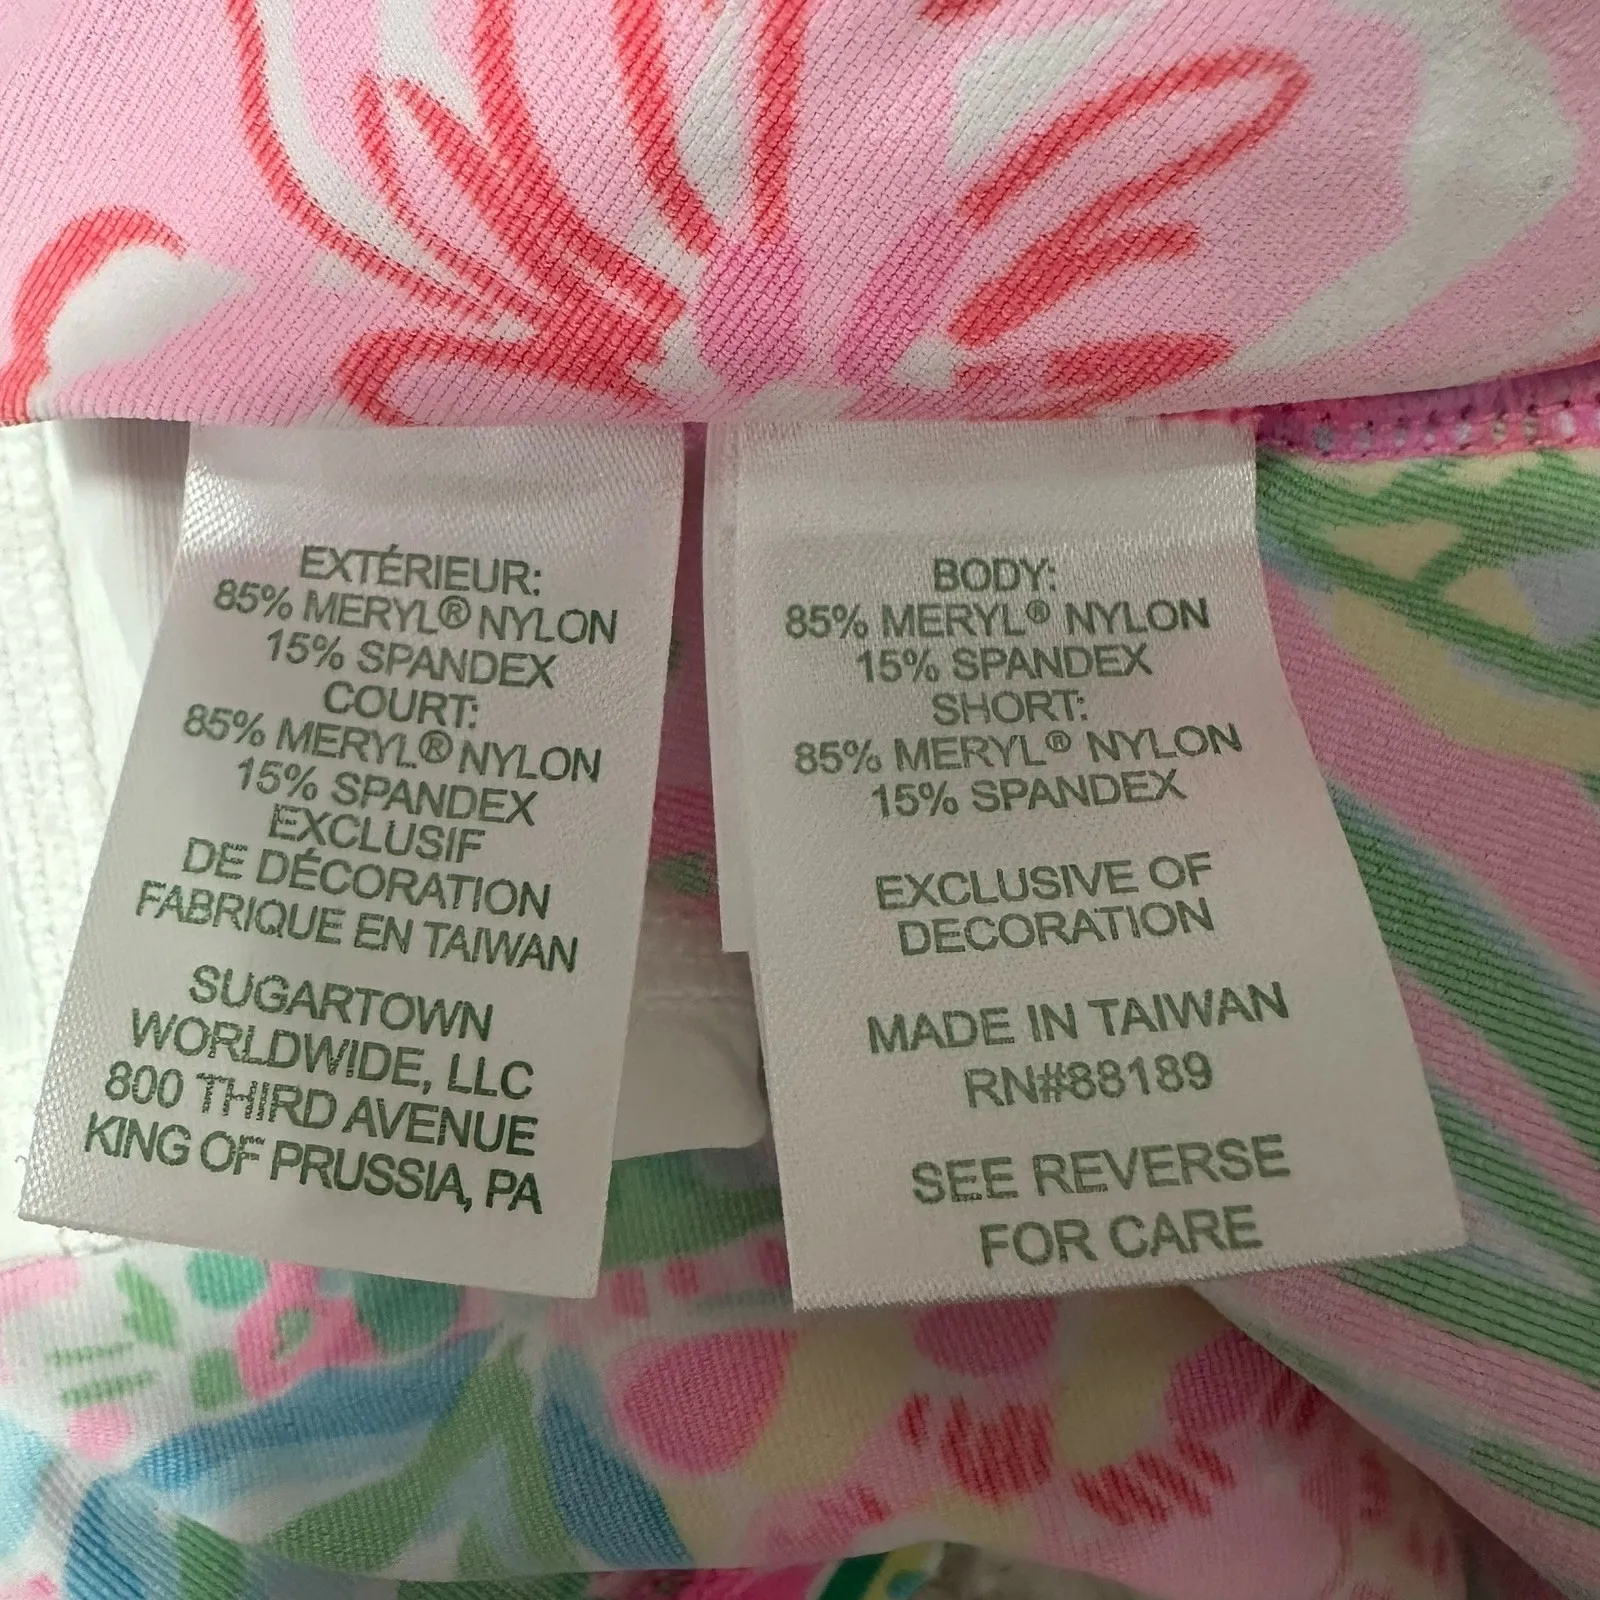 EXTÉRIEUR:
85% MERYL® NYLON
15% SPANDEX
COURT:
85% MERYL® NYLON
15% SPANDEX
EXCLUSIF
DE DÉCORATION
FABRIQUE EN TAIWAN
SUGARTOWN
WORLDWIDE, LLC
800 THIRD AVENUE
KING OF PRUSSIA, PA
BODY:
85% MERYL® NYLON
15% SPANDEX
SHORT:
85% MERYL® NYLON
15% SPANDEX
EXCLUSIVE OF
DECORATION
MADE IN TAIWAN
RN#88189
SEE REVERSE
FOR CARE